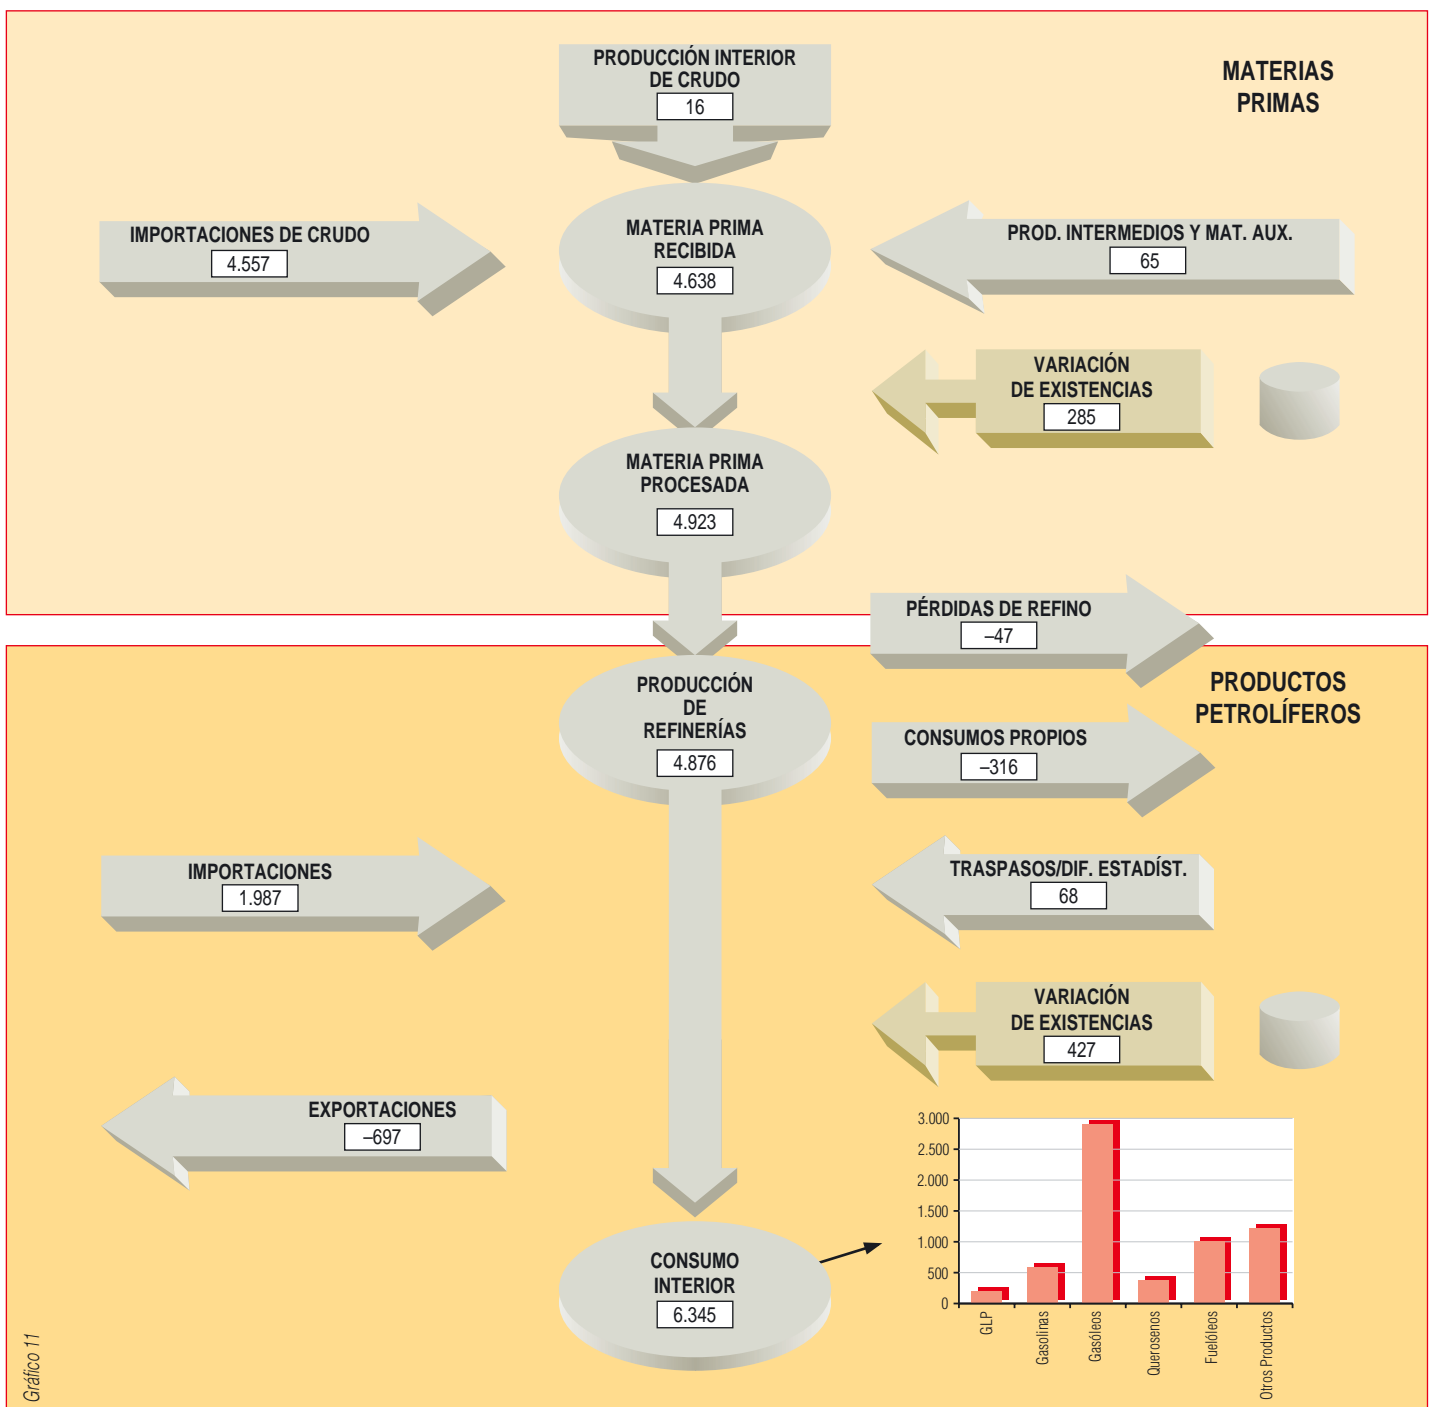 PRODUCCIÓN INTERIOR
DE CRUDO
16
MATERIAS
PRIMAS
IMPORTACIONES DE CRUDO
4.557
MATERIA PRIMA
RECIBIDA
4.638
PROD. INTERMEDIOS Y MAT. AUX.
65
VARIACIÓN
DE EXISTENCIAS
285
MATERIA PRIMA
PROCESADA
4.923
PÉRDIDAS DE REFINO
–47
PRODUCTOS
PETROLÍFEROS
PRODUCCIÓN
DE
REFINERÍAS
4.876
CONSUMOS PROPIOS
–316
IMPORTACIONES
1.987
TRASPASOS/DIF. ESTADÍST.
68
VARIACIÓN
DE EXISTENCIAS
427
EXPORTACIONES
–697
CONSUMO
INTERIOR
6.345
3.000
2.500
2.000
1.500
1.000
500
0
GLP
Gasolinas
Gasóleos
Querosenos
Fuelóleos
Otros Productos
Gráfico 11